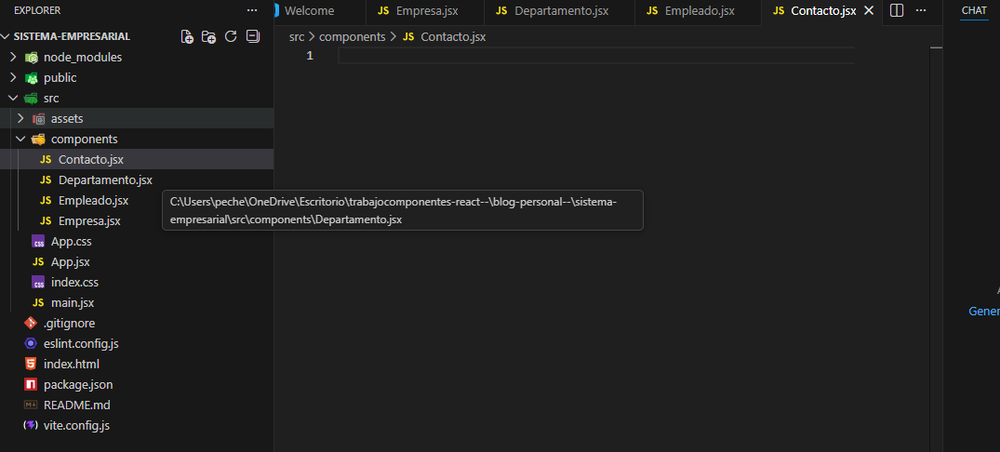 EXPLORER
SISTEMA-EMPRESARIAL
node_modules
public
src
assets
components
JS Contacto.jsx
JS Departamento.jsx
JS Empleado.jsx
JS Empresa.jsx
CSS App.css
JS App.jsx
CSS index.css
JS main.jsx
.gitignore
eslint.config.js
5 index.html
package.json
README.md
vite.config.js
Welcome
JS Empresa.jsx
JS Departamento.jsx
JS Empleado.jsx
JS Contacto.jsx
CHAT
src > components > JS Contacto.jsx
1
C:\Users\peche\OneDrive\Escritorio\trabajocomponentes-react--\blog-personal--\sistema-
empresarial\src\components\Departamento.jsx
Gener